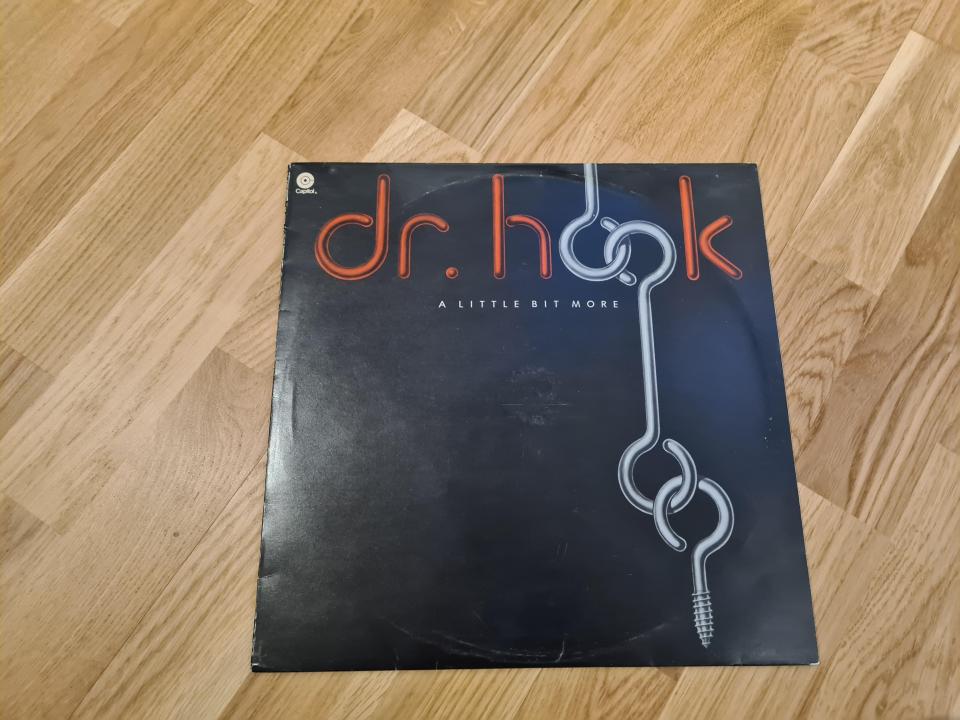 Capitol
dr. hook
A LITTLE BIT MORE